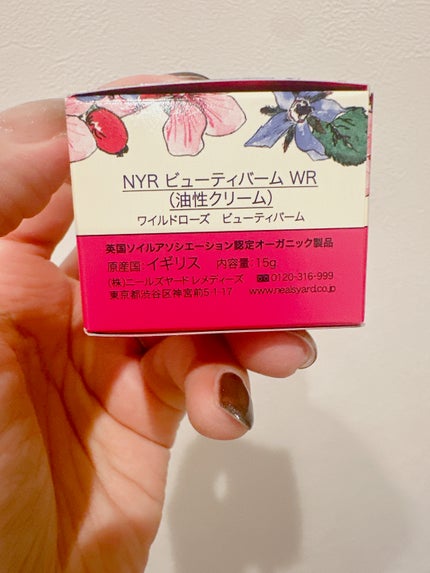 NYR ビューティバーム WR
(油性クリーム)
ワイルドローズ ビューティバーム
英国ソイルアソシエーション認定オーガニック製品
原産国:イギリス 内容量:15g
(株)ニールズヤード レメディーズ 0120-316-999
東京都渋谷区神宮前5-1-17 www.nealsyard.co.jp